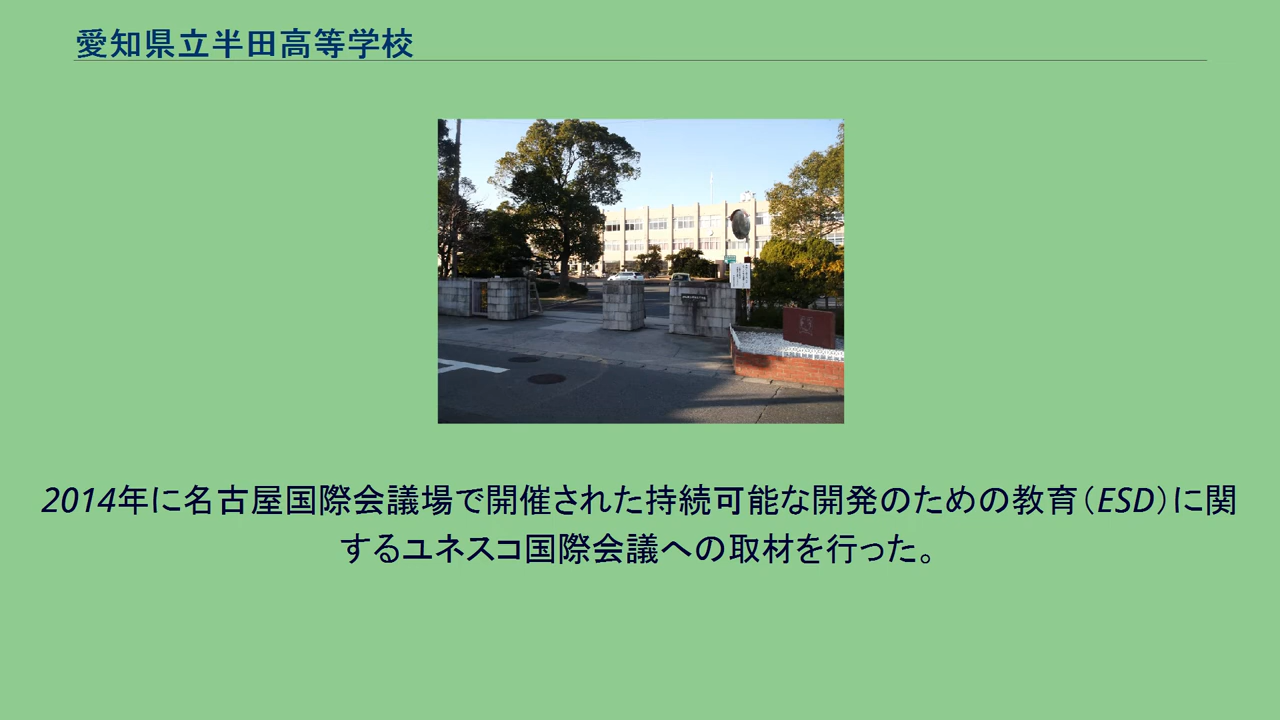 愛知県立半田高等学校
2014年に名古屋国際会議場で開催された持続可能な開発のための教育（ESD）に関
するユネスコ国際会議への取材を行った。